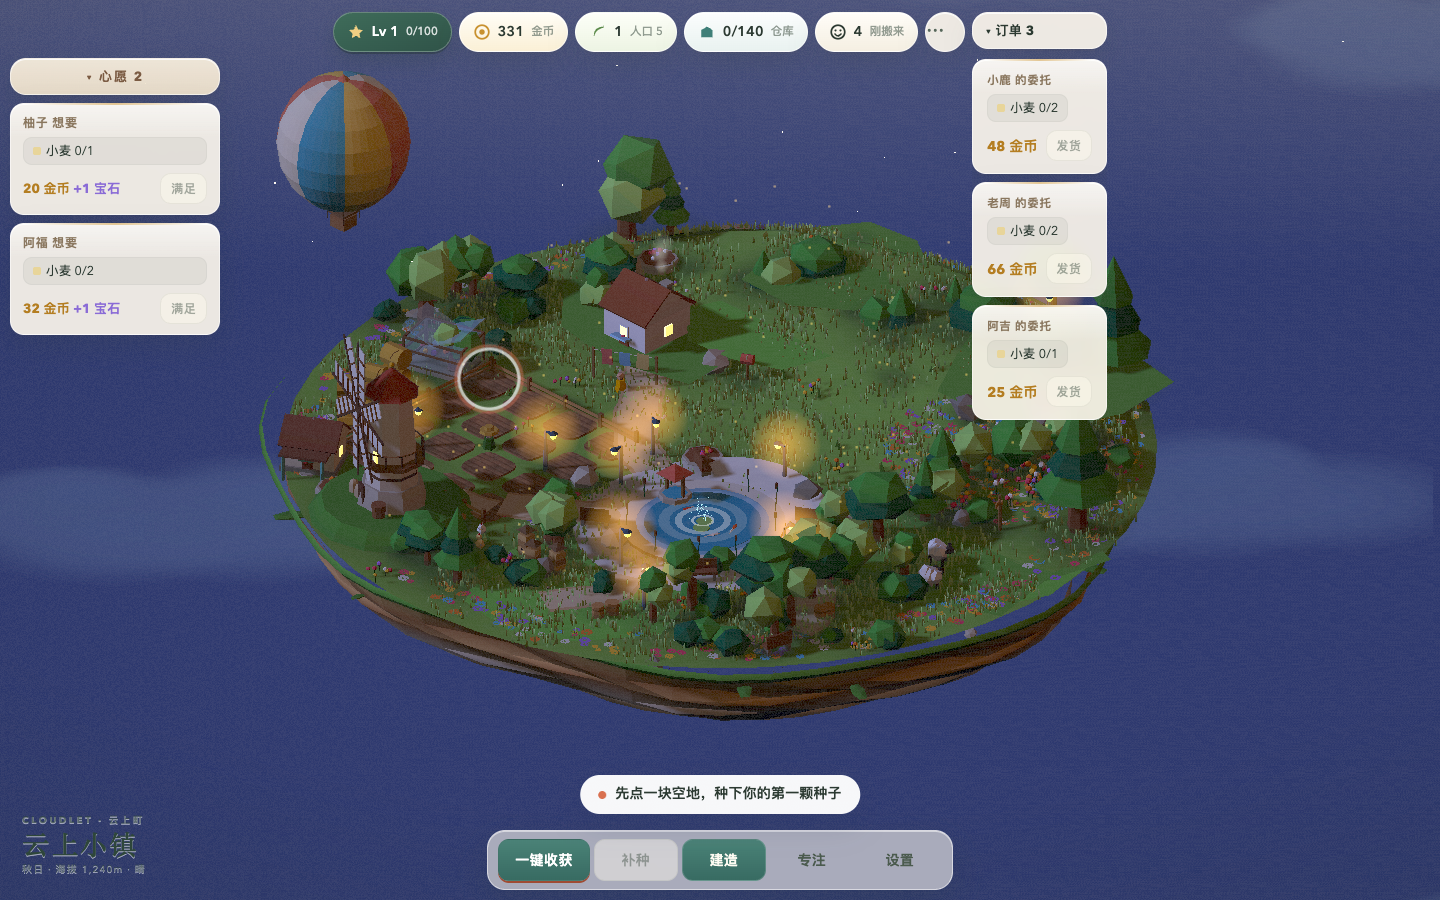 Lv 1 0/100
331 金币
1 人口 5
0/140 仓库
4 刚搬来
•••
▾ 订单 3
▾ 心愿 2
柚子 想要
小麦 0/1
20 金币 +1 宝石
满足
阿福 想要
小麦 0/2
32 金币 +1 宝石
满足
小鹿 的委托
小麦 0/2
48 金币
发货
老周 的委托
小麦 0/2
66 金币
发货
阿吉 的委托
小麦 0/1
25 金币
发货
先点一块空地，种下你的第一颗种子
CLOUDLET · 云上町
云上小镇
秋日 · 海拔 1,240m · 晴
一键收获
补种
建造
专注
设置